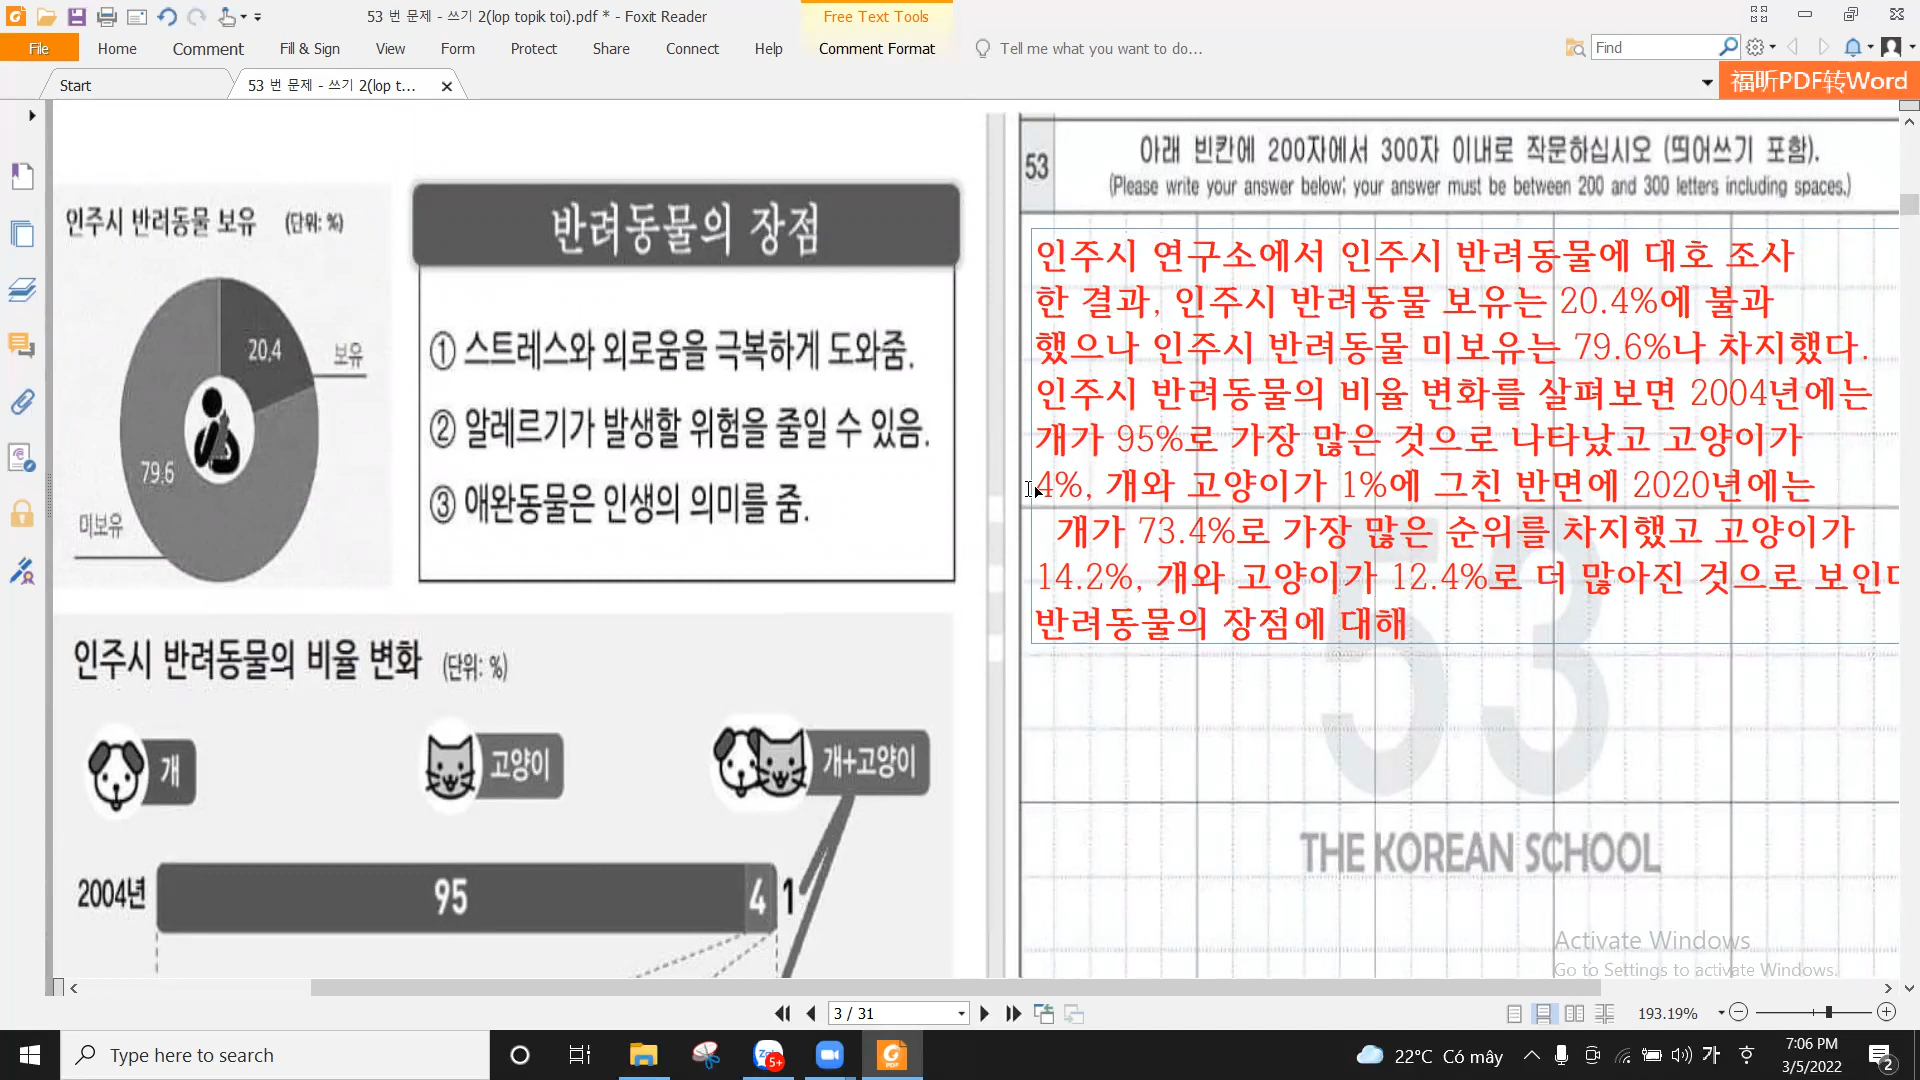 53 번 문제 - 쓰기 2(lop topik toi).pdf * - Foxit Reader
Free Text Tools
File
Home
Comment
Fill & Sign
View
Form
Protect
Share
Connect
Help
Comment Format
Tell me what you want to do...
Find
Start
53 번 문제 - 쓰기 2(lop t...
福昕PDF转Word
인주시 반려동물 보유 (단위: %)
20.4
보유
79.6
미보유
반려동물의 장점
① 스트레스와 외로움을 극복하게 도와줌.
② 알레르기가 발생할 위험을 줄일 수 있음.
③ 애완동물은 인생의 의미를 줌.
인주시 반려동물의 비율 변화 (단위: %)
개
고양이
개+고양이
2004년
95
4
1
53
아래 빈칸에 200자에서 300자 이내로 작문하십시오 (띄어쓰기 포함).
(Please write your answer below; your answer must be between 200 and 300 letters including spaces.)
인주시 연구소에서 인주시 반려동물에 대호 조사
한 결과, 인주시 반려동물 보유는 20.4%에 불과
했으나 인주시 반려동물 미보유는 79.6%나 차지했다.
인주시 반려동물의 비율 변화를 살펴보면 2004년에는
개가 95%로 가장 많은 것으로 나타났고 고양이가
4%, 개와 고양이가 1%에 그친 반면에 2020년에는
개가 73.4%로 가장 많은 순위를 차지했고 고양이가
14.2%, 개와 고양이가 12.4%로 더 많아진 것으로 보인다
반려동물의 장점에 대해
53
THE KOREAN SCHOOL
Activate Windows
Go to Settings to activate Windows.
3 / 31
193.19%
Type here to search
5+
22°C Có mây
가
7:06 PM
3/5/2022
2